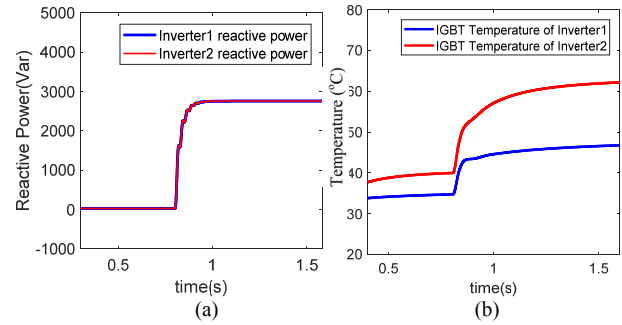 Inverter1 reactive power
Inverter2 reactive power
Reactive Power(Var)
5000
4000
3000
2000
1000
0
-1000
0.5
1
1.5
time(s)
(a)
IGBT Temperature of Inverter1
IGBT Temperature of Inverter2
Temperature (°C)
80
70
60
50
40
30
20
0.5
1
1.5
time(s)
(b)